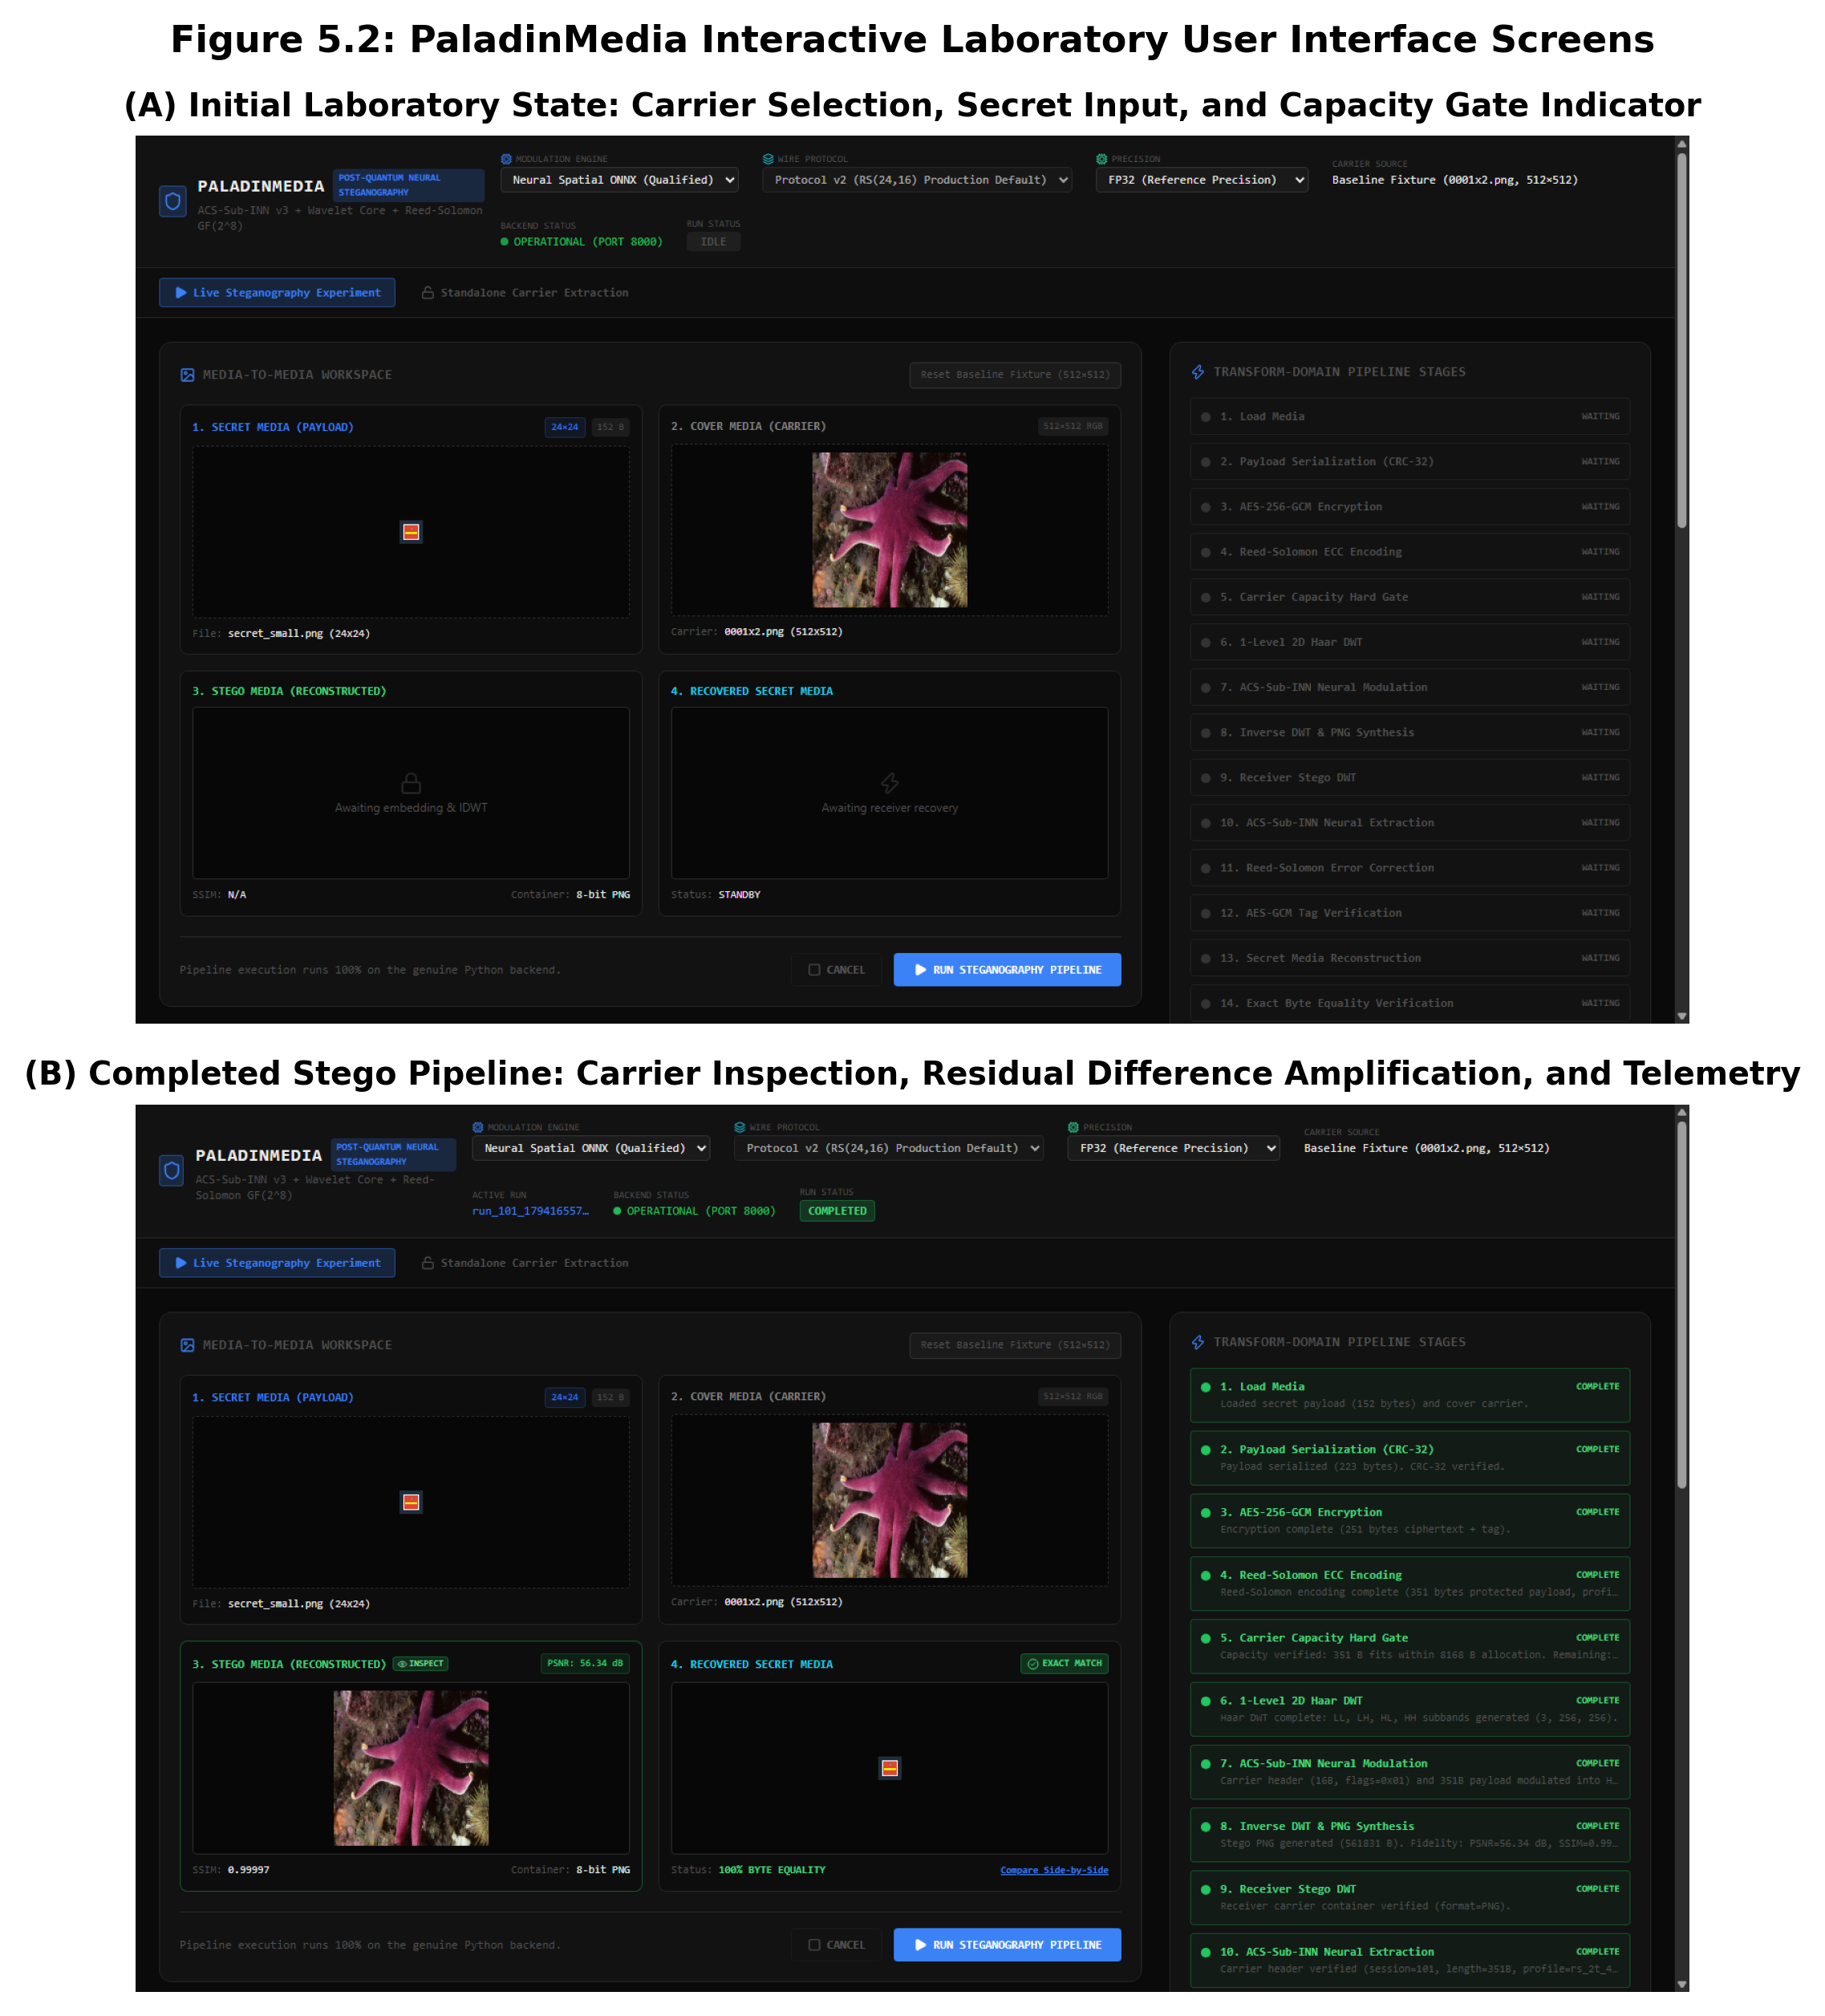 Figure 5.2: PaladinMedia Interactive Laboratory User Interface Screens
(A) Initial Laboratory State: Carrier Selection, Secret Input, and Capacity Gate Indicator
PALADINMEDIA
POST-QUANTUM NEURAL
STEGANOGRAPHY
ACS-Sub-INN v3 + Wavelet Core + Reed-Solomon
GF(2^8)
MODULATION ENGINE
Neural Spatial ONNX (Qualified)
WIRE PROTOCOL
Protocol v2 (RS(24,16) Production Default)
PRECISION
FP32 (Reference Precision)
CARRIER SOURCE
Baseline Fixture (0001x2.png, 512×512)
BACKEND STATUS
OPERATIONAL (PORT 8000)
RUN STATUS
IDLE
Live Steganography Experiment
Standalone Carrier Extraction
MEDIA-TO-MEDIA WORKSPACE
Reset Baseline Fixture (512×512)
1. SECRET MEDIA (PAYLOAD)
24×24
152 B
File: secret_small.png (24x24)
2. COVER MEDIA (CARRIER)
512×512 RGB
Carrier: 0001x2.png (512x512)
3. STEGO MEDIA (RECONSTRUCTED)
Awaiting embedding & IDWT
SSIM: N/A
Container: 8-bit PNG
4. RECOVERED SECRET MEDIA
Awaiting receiver recovery
Status: STANDBY
Pipeline execution runs 100% on the genuine Python backend.
CANCEL
RUN STEGANOGRAPHY PIPELINE
TRANSFORM-DOMAIN PIPELINE STAGES
1. Load Media WAITING
2. Payload Serialization (CRC-32) WAITING
3. AES-256-GCM Encryption WAITING
4. Reed-Solomon ECC Encoding WAITING
5. Carrier Capacity Hard Gate WAITING
6. 1-Level 2D Haar DWT WAITING
7. ACS-Sub-INN Neural Modulation WAITING
8. Inverse DWT & PNG Synthesis WAITING
9. Receiver Stego DWT WAITING
10. ACS-Sub-INN Neural Extraction WAITING
11. Reed-Solomon Error Correction WAITING
12. AES-GCM Tag Verification WAITING
13. Secret Media Reconstruction WAITING
14. Exact Byte Equality Verification WAITING
(B) Completed Stego Pipeline: Carrier Inspection, Residual Difference Amplification, and Telemetry
PALADINMEDIA
POST-QUANTUM NEURAL
STEGANOGRAPHY
ACS-Sub-INN v3 + Wavelet Core + Reed-
Solomon GF(2^8)
MODULATION ENGINE
Neural Spatial ONNX (Qualified)
WIRE PROTOCOL
Protocol v2 (RS(24,16) Production Default)
PRECISION
FP32 (Reference Precision)
CARRIER SOURCE
Baseline Fixture (0001x2.png, 512×512)
ACTIVE RUN
run_101_179416557…
BACKEND STATUS
OPERATIONAL (PORT 8000)
RUN STATUS
COMPLETED
Live Steganography Experiment
Standalone Carrier Extraction
MEDIA-TO-MEDIA WORKSPACE
Reset Baseline Fixture (512×512)
1. SECRET MEDIA (PAYLOAD)
24×24
152 B
File: secret_small.png (24x24)
2. COVER MEDIA (CARRIER)
512×512 RGB
Carrier: 0001x2.png (512x512)
3. STEGO MEDIA (RECONSTRUCTED)
INSPECT
PSNR: 56.34 dB
SSIM: 0.99997
Container: 8-bit PNG
4. RECOVERED SECRET MEDIA
EXACT MATCH
Status: 100% BYTE EQUALITY
Compare Side-by-Side
Pipeline execution runs 100% on the genuine Python backend.
CANCEL
RUN STEGANOGRAPHY PIPELINE
TRANSFORM-DOMAIN PIPELINE STAGES
1. Load Media COMPLETE
Loaded secret payload (152 bytes) and cover carrier.
2. Payload Serialization (CRC-32) COMPLETE
Payload serialized (223 bytes). CRC-32 verified.
3. AES-256-GCM Encryption COMPLETE
Encryption complete (251 bytes ciphertext + tag).
4. Reed-Solomon ECC Encoding COMPLETE
Reed-Solomon encoding complete (351 bytes protected payload, profi…
5. Carrier Capacity Hard Gate COMPLETE
Capacity verified: 351 B fits within 8168 B allocation. Remaining:…
6. 1-Level 2D Haar DWT COMPLETE
Haar DWT complete: LL, LH, HL, HH subbands generated (3, 256, 256).
7. ACS-Sub-INN Neural Modulation COMPLETE
Carrier header (16B, flags=0x01) and 351B payload modulated into H…
8. Inverse DWT & PNG Synthesis COMPLETE
Stego PNG generated (561831 B). Fidelity: PSNR=56.34 dB, SSIM=0.99…
9. Receiver Stego DWT COMPLETE
Receiver carrier container verified (format=PNG).
10. ACS-Sub-INN Neural Extraction COMPLETE
Carrier header verified (session=101, length=351B, profile=rs_2t_4…